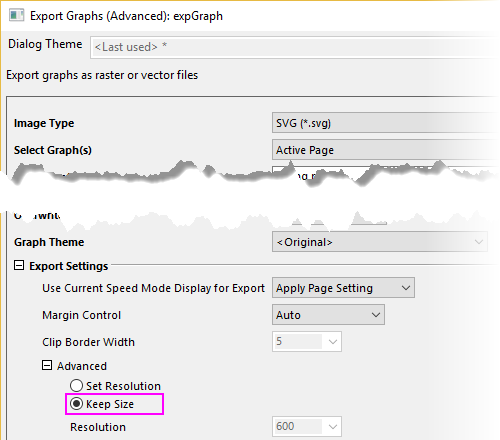 Export Graphs (Advanced): expGraph
Dialog Theme <Last used> *
Export graphs as raster or vector files
Image Type SVG (*.svg)
Select Graph(s) Active Page
Graph Theme <Original>
Export Settings
Use Current Speed Mode Display for Export Apply Page Setting
Margin Control Auto
Clip Border Width 5
Advanced
Set Resolution
Keep Size
Resolution 600